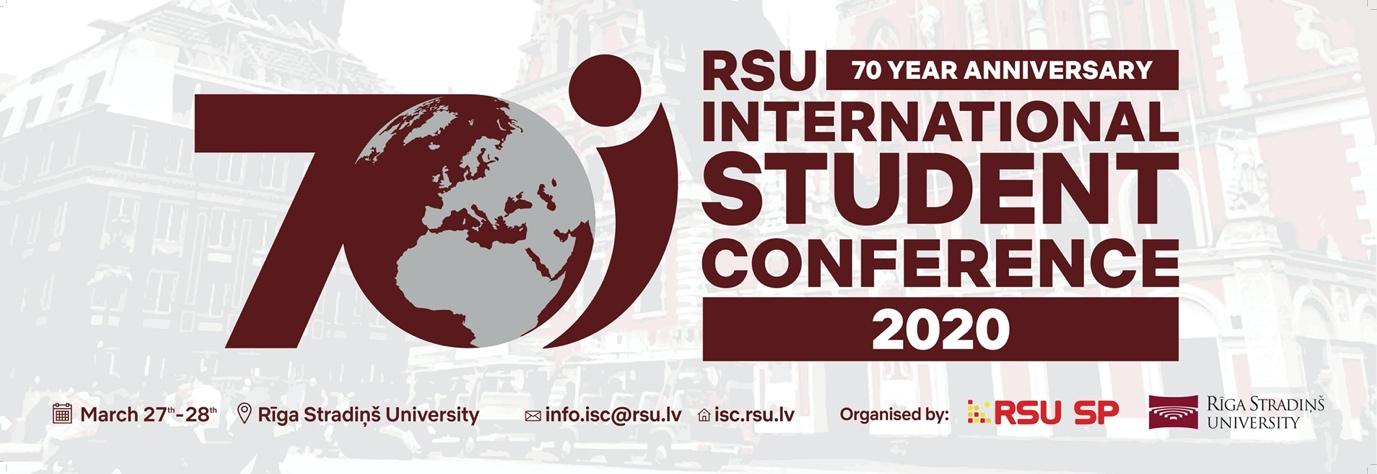 70
RSU 70 YEAR ANNIVERSARY
INTERNATIONAL
STUDENT
CONFERENCE
2020
March 27th-28th Rīga Stradiņš University info.isc@rsu.lv isc.rsu.lv Organised by: RSU SP
RĪGA STRADIŅŠ
UNIVERSITY